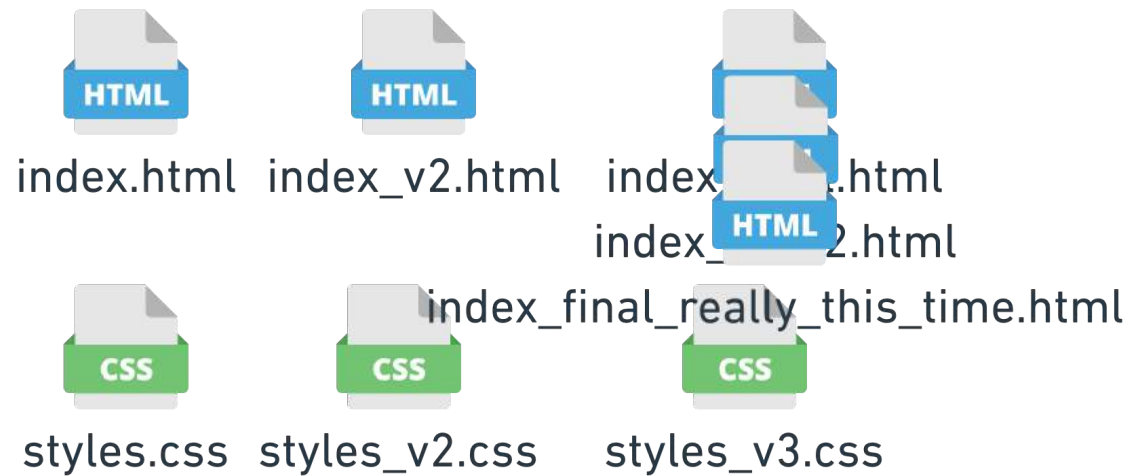 HTML HTML
index.html index_v2.html index .html
HTML
index_ 2.html
index_final_really_this_time.html
CSS CSS CSS
styles.css styles_v2.css styles_v3.css